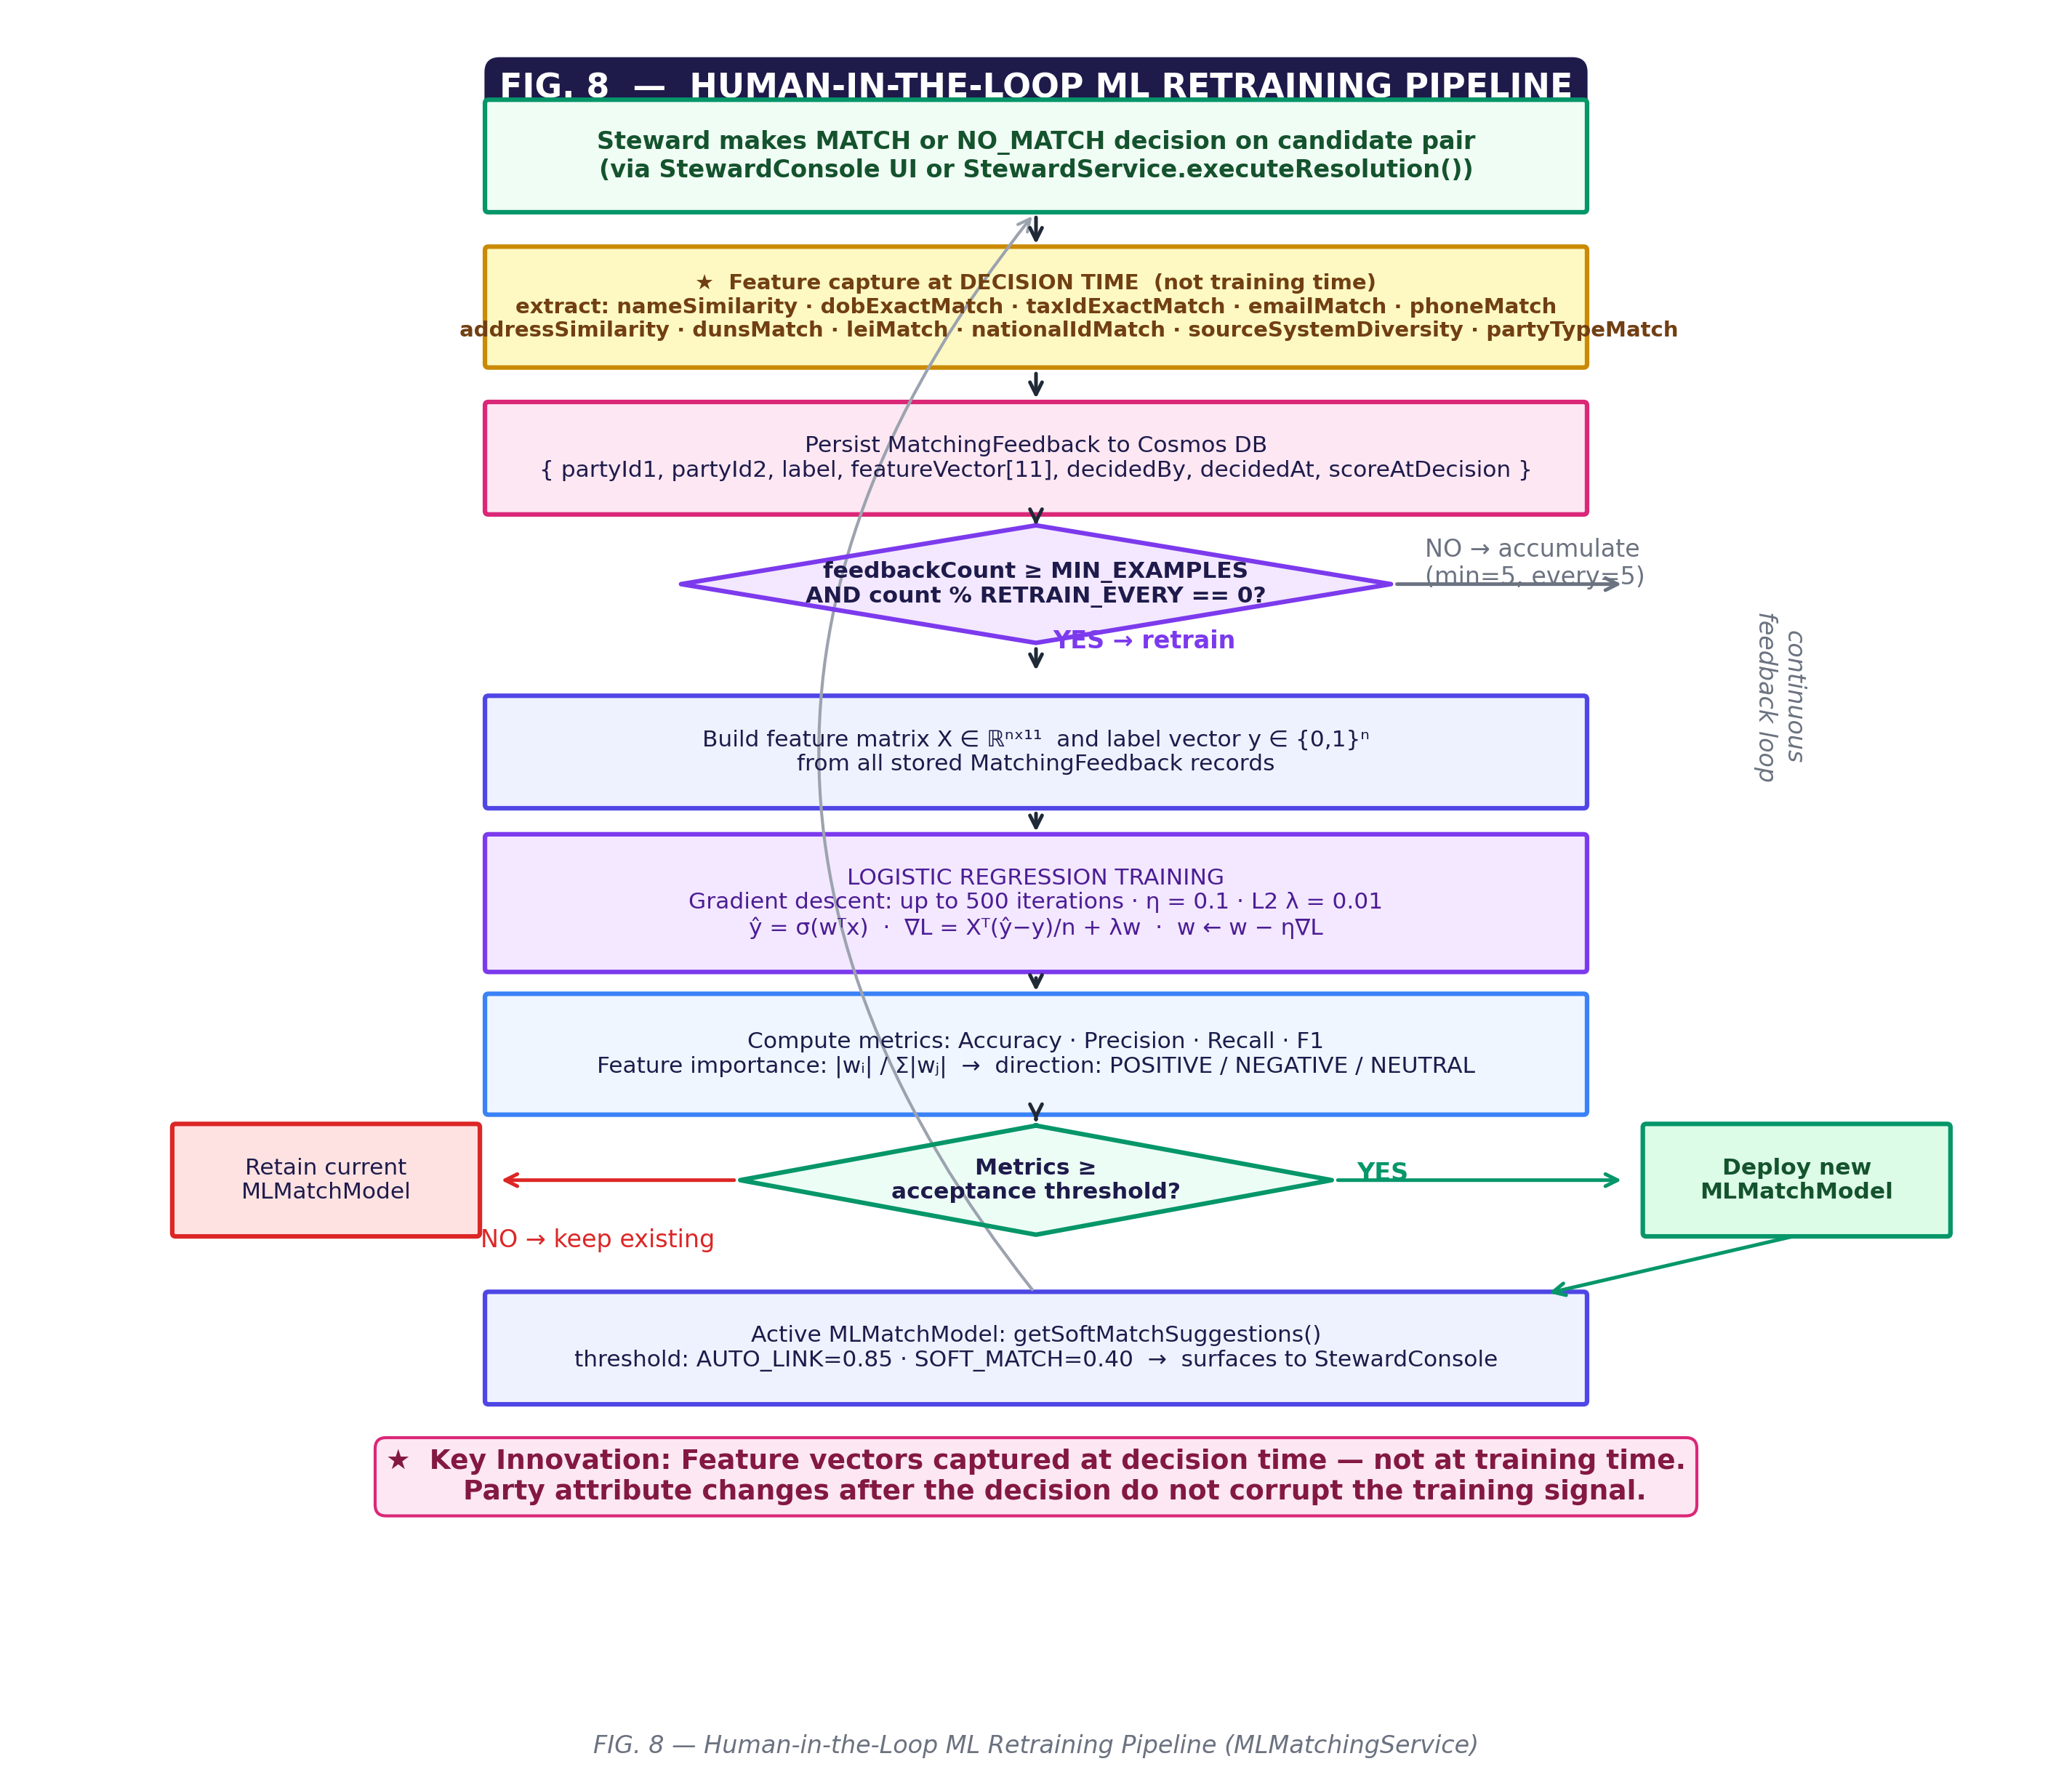 FIG. 8 — HUMAN-IN-THE-LOOP ML RETRAINING PIPELINE
Steward makes MATCH or NO_MATCH decision on candidate pair
(via StewardConsole UI or StewardService.executeResolution())
★ Feature capture at DECISION TIME (not training time)
extract: nameSimilarity · dobExactMatch · taxIdExactMatch · emailMatch · phoneMatch
addressSimilarity · dunsMatch · leiMatch · nationalIdMatch · sourceSystemDiversity · partyTypeMatch
Persist MatchingFeedback to Cosmos DB
{ partyId1, partyId2, label, featureVector[11], decidedBy, decidedAt, scoreAtDecision }
feedbackCount ≥ MIN_EXAMPLES
AND count % RETRAIN_EVERY == 0?
NO → accumulate
(min=5, every=5)
YES → retrain
continuous
feedback loop
Build feature matrix X ∈ ℝⁿˣ¹¹ and label vector y ∈ {0,1}ⁿ
from all stored MatchingFeedback records
LOGISTIC REGRESSION TRAINING
Gradient descent: up to 500 iterations · η = 0.1 · L2 λ = 0.01
ŷ = σ(wᵀx) · ∇L = Xᵀ(ŷ−y)/n + λw · w ← w − η∇L
Compute metrics: Accuracy · Precision · Recall · F1
Feature importance: |wᵢ| / Σ|wⱼ| → direction: POSITIVE / NEGATIVE / NEUTRAL
Retain current
MLMatchModel
Metrics ≥
acceptance threshold?
YES
Deploy new
MLMatchModel
NO → keep existing
Active MLMatchModel: getSoftMatchSuggestions()
threshold: AUTO_LINK=0.85 · SOFT_MATCH=0.40 → surfaces to StewardConsole
★ Key Innovation: Feature vectors captured at decision time — not at training time.
Party attribute changes after the decision do not corrupt the training signal.
FIG. 8 — Human-in-the-Loop ML Retraining Pipeline (MLMatchingService)